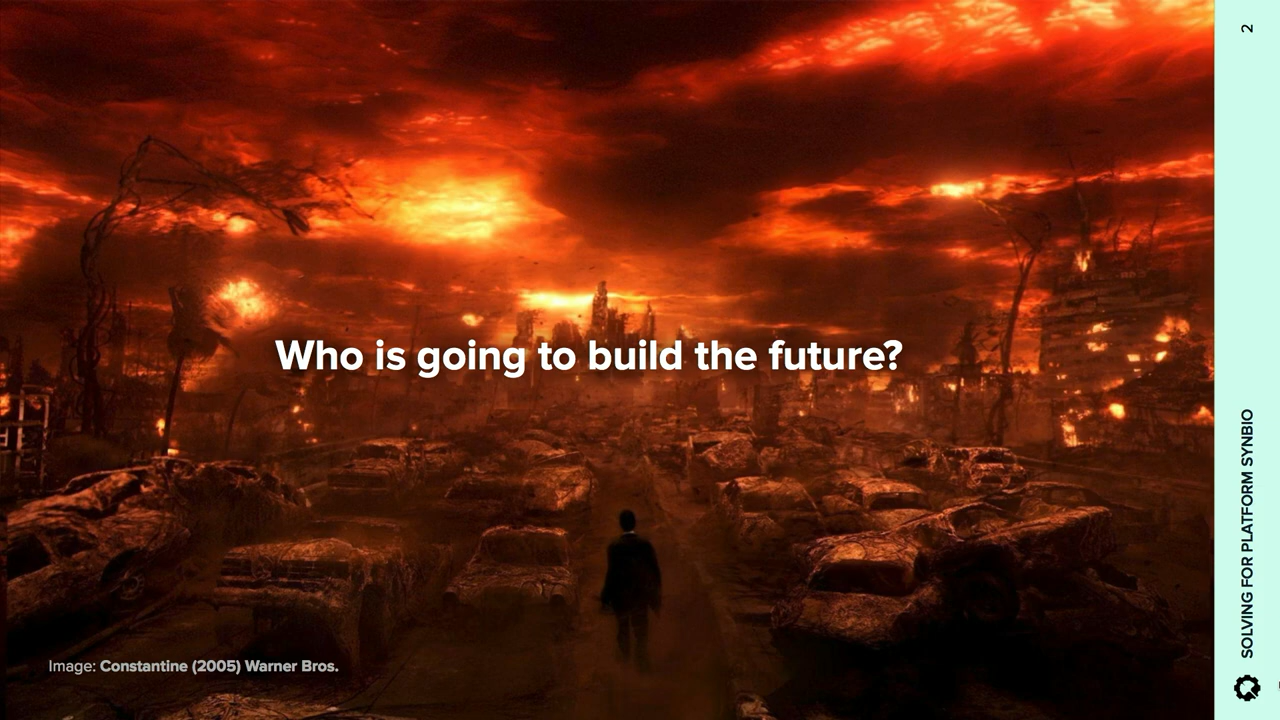 Who is going to build the future?
Image: Constantine (2005) Warner Bros.
2
SOLVING FOR PLATFORM SYNBIO